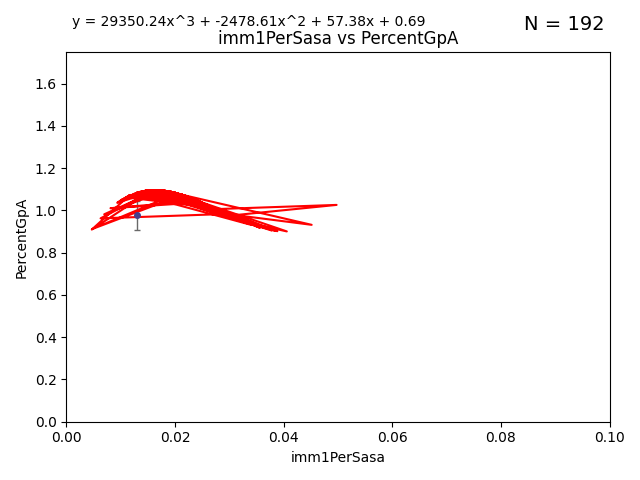 y = 29350.24x^3 + -2478.61x^2 + 57.38x + 0.69
N = 192
imm1PerSasa vs PercentGpA
PercentGpA
1.6
1.4
1.2
1.0
0.8
0.6
0.4
0.2
0.0
0.00 0.02 0.04 0.06 0.08 0.10
imm1PerSasa